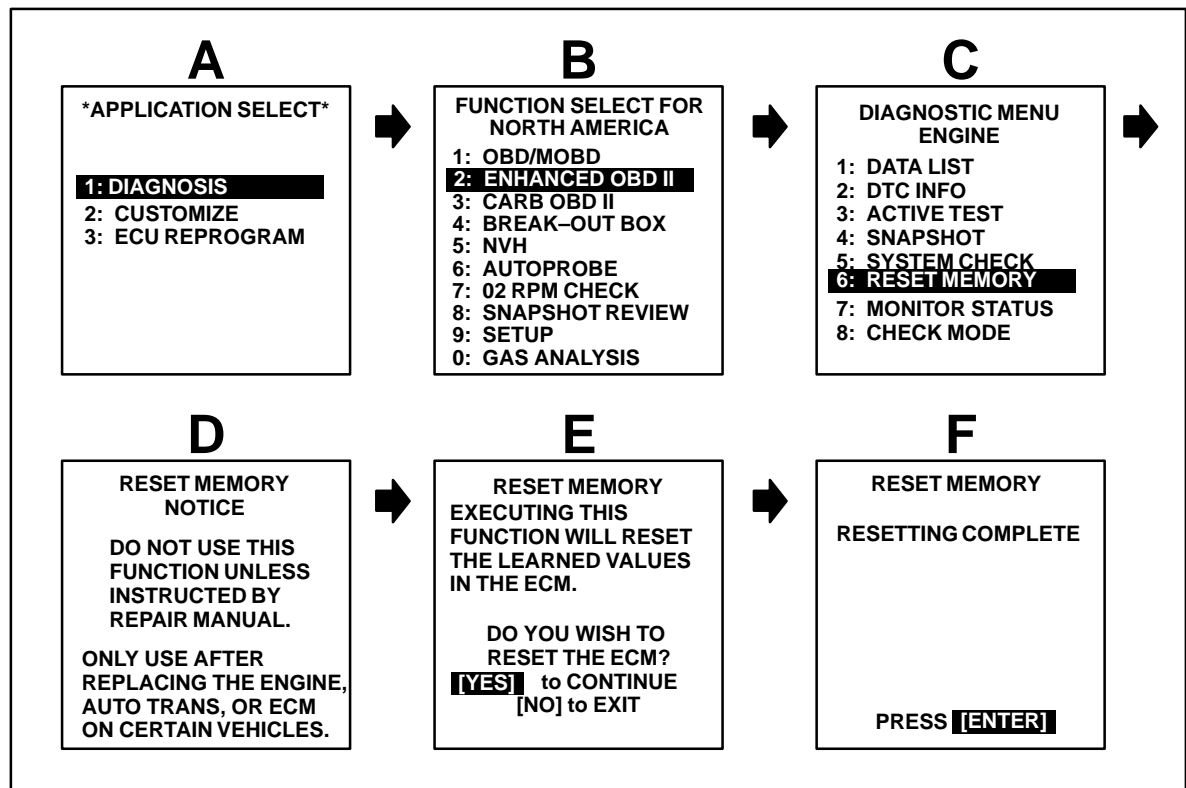 A
*APPLICATION SELECT*
1: DIAGNOSIS
2: CUSTOMIZE
3: ECU REPROGRAM
B
FUNCTION SELECT FOR
NORTH AMERICA
1: OBD/MOBD
2: ENHANCED OBD II
3: CARB OBD II
4: BREAK–OUT BOX
5: NVH
6: AUTOPROBE
7: 02 RPM CHECK
8: SNAPSHOT REVIEW
9: SETUP
0: GAS ANALYSIS
C
DIAGNOSTIC MENU
ENGINE
1: DATA LIST
2: DTC INFO
3: ACTIVE TEST
4: SNAPSHOT
5: SYSTEM CHECK
6: RESET MEMORY
7: MONITOR STATUS
8: CHECK MODE
D
RESET MEMORY
NOTICE
DO NOT USE THIS
FUNCTION UNLESS
INSTRUCTED BY
REPAIR MANUAL.
ONLY USE AFTER
REPLACING THE ENGINE,
AUTO TRANS, OR ECM
ON CERTAIN VEHICLES.
E
RESET MEMORY
EXECUTING THIS
FUNCTION WILL RESET
THE LEARNED VALUES
IN THE ECM.
DO YOU WISH TO
RESET THE ECM?
[YES] to CONTINUE
[NO] to EXIT
F
RESET MEMORY
RESETTING COMPLETE
PRESS [ENTER]